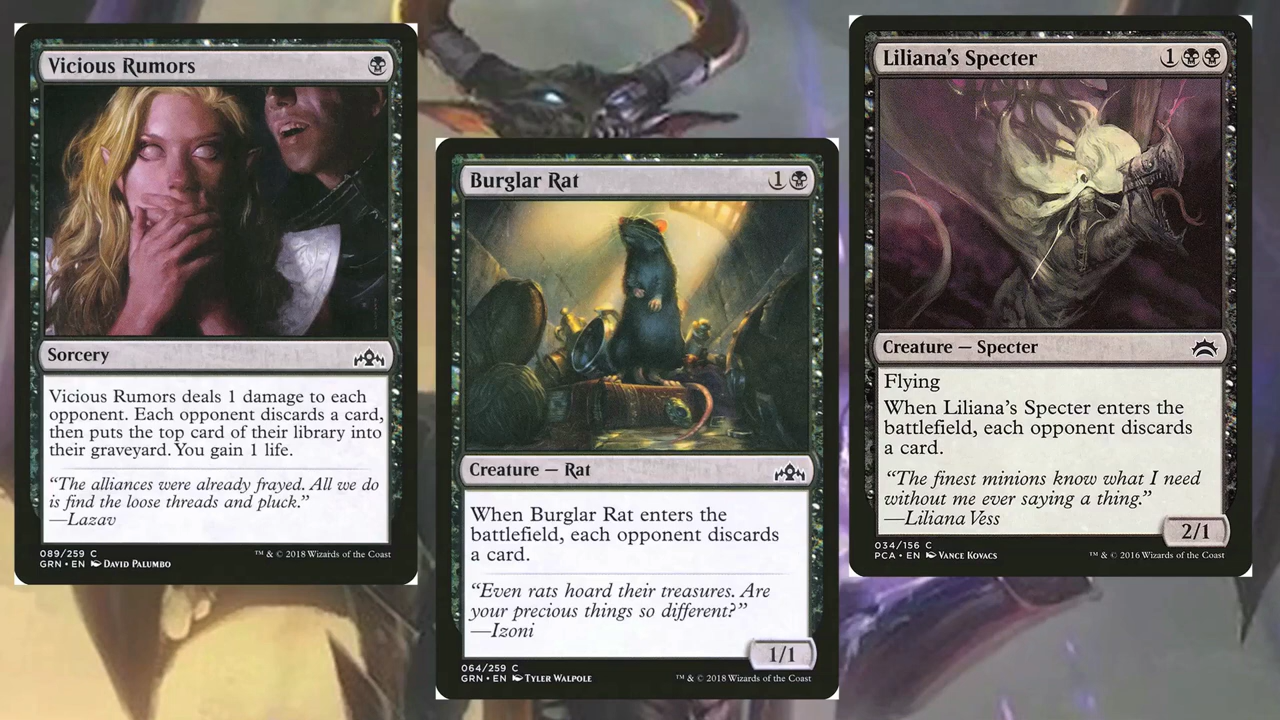 Vicious Rumors
Sorcery
Vicious Rumors deals 1 damage to each
opponent. Each opponent discards a card,
then puts the top card of their library into
their graveyard. You gain 1 life.
“The alliances were already frayed. All we do
is find the loose threads and pluck.”
—Lazav
089/259 C
GRN • EN DAVID PALUMBO
™ & © 2018 Wizards of the Coast
Burglar Rat
1
Creature — Rat
When Burglar Rat enters the
battlefield, each opponent discards
a card.
“Even rats hoard their treasures. Are
your precious things so different?”
—Izoni
1/1
064/259 C
GRN • EN TYLER WALPOLE
™ & © 2018 Wizards of the Coast
Liliana’s Specter
1
Creature — Specter
Flying
When Liliana’s Specter enters the
battlefield, each opponent discards
a card.
“The finest minions know what I need
without me ever saying a thing.”
—Liliana Vess
2/1
034/156 C
PCA • EN VANCE KOVACS
™ & © 2016 Wizards of the Coast